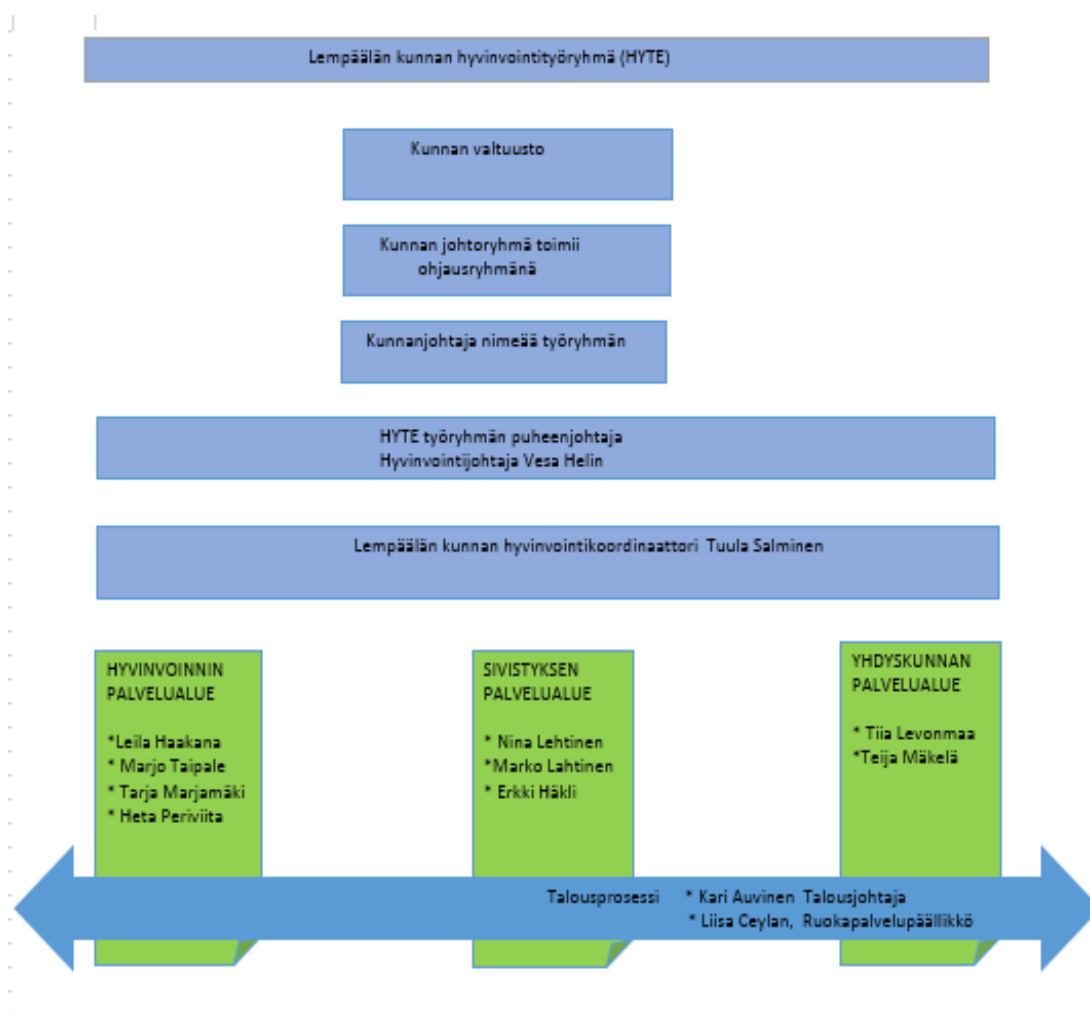 Lempäälän kunnan hyvinvointityöryhmä (HYTE)
Kunnan valtuusto
Kunnan johtoryhmä toimii
ohjausryhmänä
Kunnanjohtaja nimeää työryhmän
HYTE työryhmän puheenjohtaja
Hyvinvointijohtaja Vesa Helin
Lempäälän kunnan hyvinvointikoordinaattori Tuula Salminen
HYVINVOINNIN
PALVELUALUE
*Leila Haakana
* Marjo Taipale
* Tarja Marjamäki
* Heta Periviita
SIVISTYKSEN
PALVELUALUE
* Nina Lehtinen
*Marko Lahtinen
* Erkki Häkli
YHDYSKUNNAN
PALVELUALUE
* Tiia Levonmaa
*Teija Mäkelä
Talousprosessi * Kari Auvinen Talousjohtaja
* Liisa Ceylan, Ruokapalvelupäällikkö